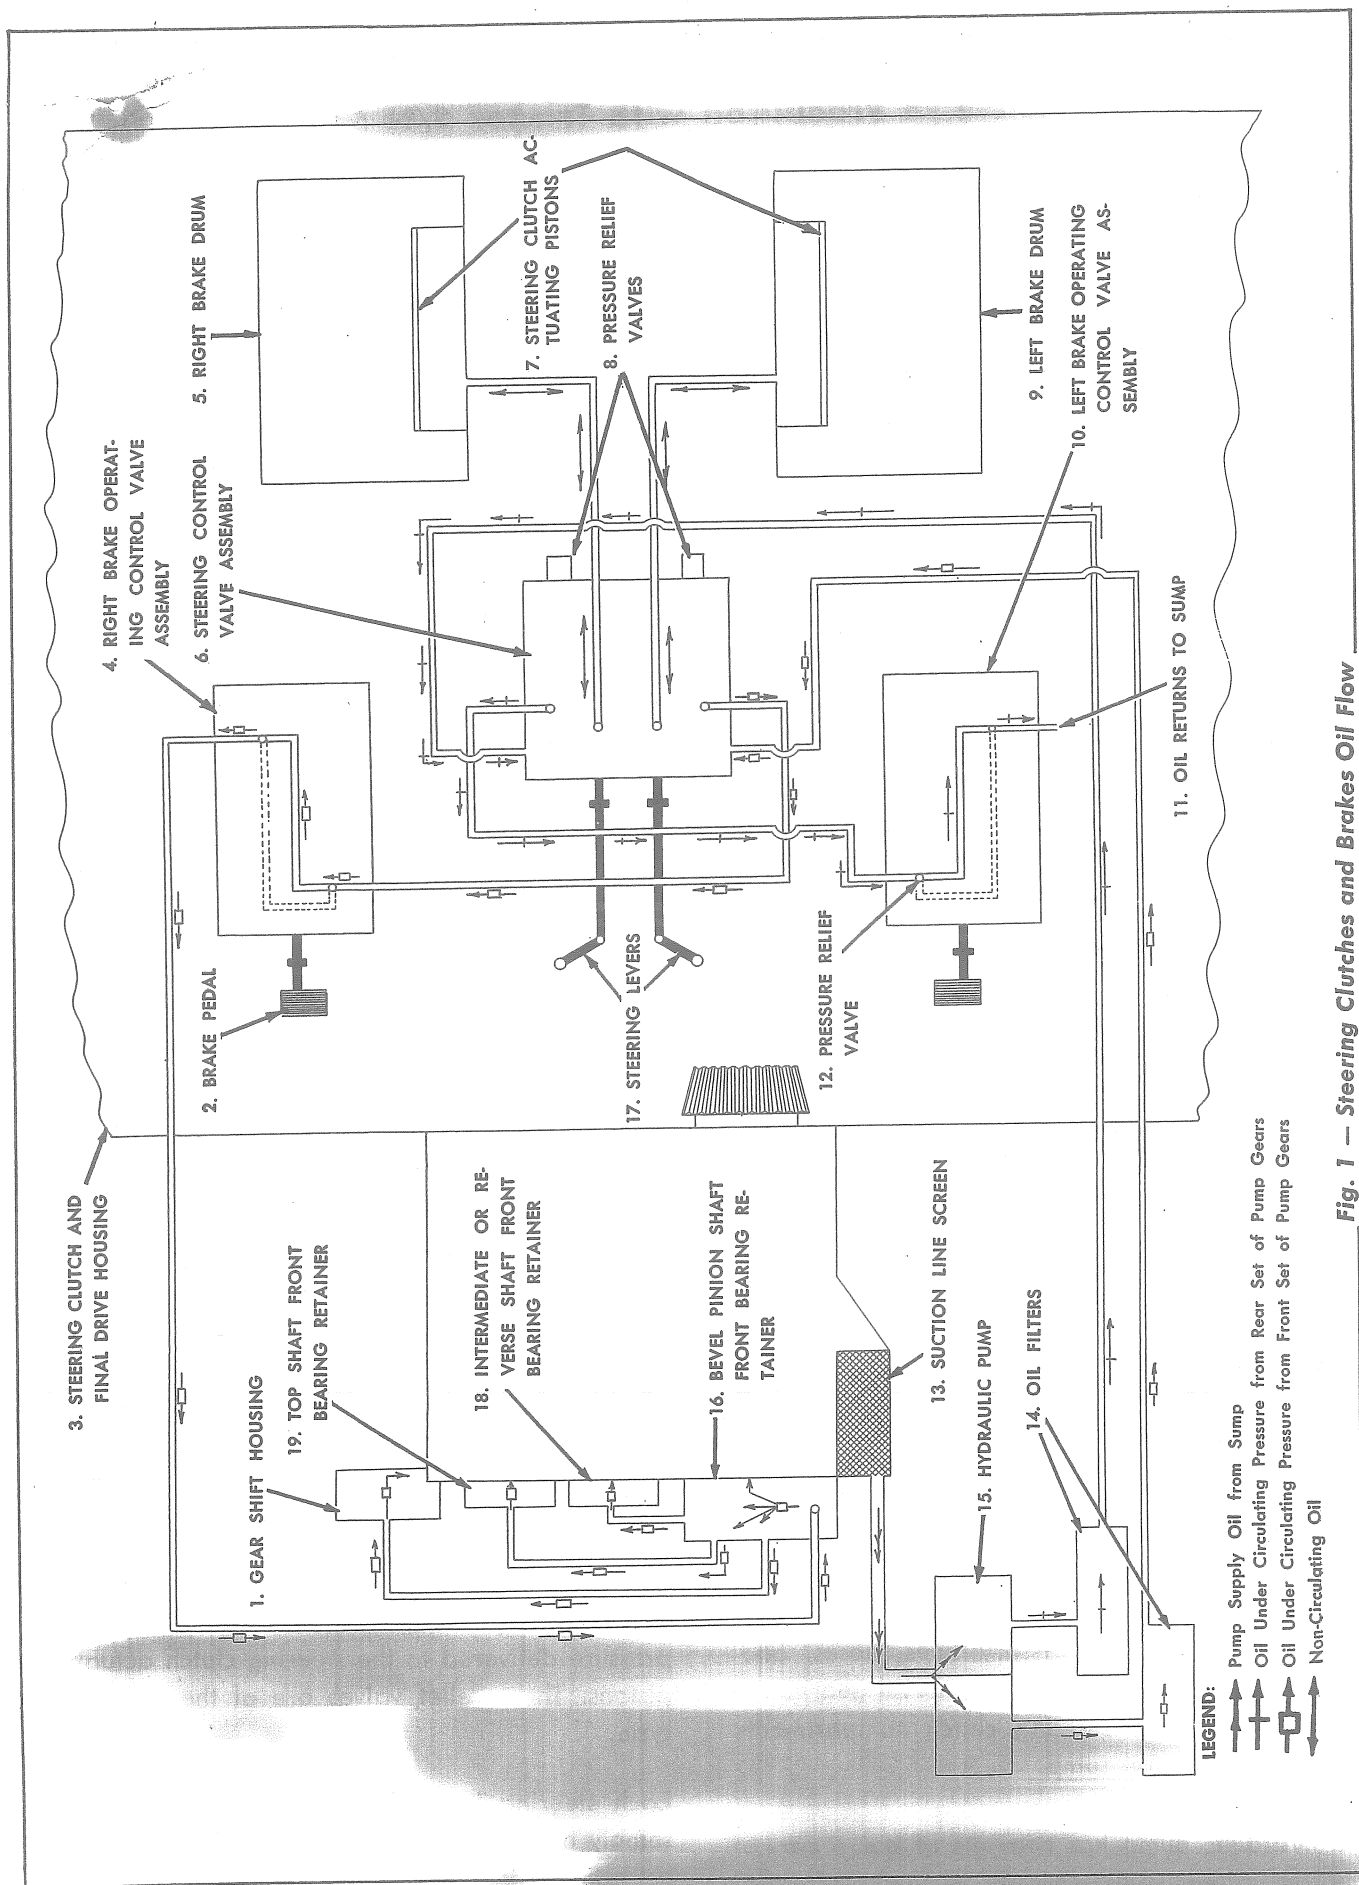 3. STEERING CLUTCH AND
FINAL DRIVE HOUSING
2. BRAKE PEDAL
4. RIGHT BRAKE OPERAT-
ING CONTROL VALVE
ASSEMBLY
5. RIGHT BRAKE DRUM
6. STEERING CONTROL
VALVE ASSEMBLY
1. GEAR SHIFT HOUSING
19. TOP SHAFT FRONT
BEARING RETAINER
18. INTERMEDIATE OR RE-
VERSE SHAFT FRONT
BEARING RETAINER
7. STEERING CLUTCH AC-
TUATING PISTONS
8. PRESSURE RELIEF
VALVES
17. STEERING LEVERS
16. BEVEL PINION SHAFT
FRONT BEARING RE-
TAINER
12. PRESSURE RELIEF
VALVE
13. SUCTION LINE SCREEN
15. HYDRAULIC PUMP
14. OIL FILTERS
9. LEFT BRAKE DRUM
10. LEFT BRAKE OPERATING
CONTROL VALVE AS-
SEMBLY
11. OIL RETURNS TO SUMP
LEGEND:
Pump Supply Oil from Sump
Oil Under Circulating Pressure from Rear Set of Pump Gears
Oil Under Circulating Pressure from Front Set of Pump Gears
Non-Circulating Oil
Fig. 1 — Steering Clutches and Brakes Oil Flow